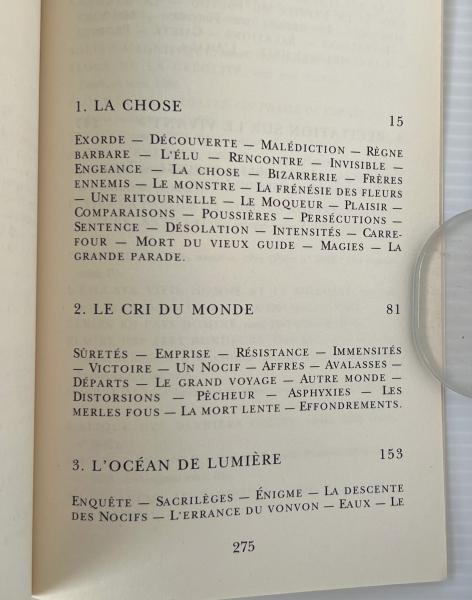 1. LA CHOSE 15
EXORDE — DÉCOUVERTE — MALÉDICTION — RÈGNE
BARBARE — L'ÉLU — RENCONTRE — INVISIBLE —
ENGEANCE — LA CHOSE — BIZARRERIE — FRÈRES
ENNEMIS — LE MONSTRE — LA FRÉNÉSIE DES FLEURS
— UNE RITOURNELLE — LE MOQUEUR — PLAISIR —
COMPARAISONS — POUSSIÈRES — PERSÉCUTIONS —
SENTENCE — DÉSOLATION — INTENSITÉS — CARRE-
FOUR — MORT DU VIEUX GUIDE — MAGIES — LA
GRANDE PARADE.
2. LE CRI DU MONDE 81
SÛRETÉS — EMPRISE — RÉSISTANCE — IMMENSITÉS
— VICTOIRE — UN NOCIF — AFFRES — AVALASSES —
DÉPARTS — LE GRAND VOYAGE — AUTRE MONDE —
DISTORSIONS — PÊCHEUR — ASPHYXIES — LES
MERLES FOUS — LA MORT LENTE — EFFONDREMENTS.
3. L'OCÉAN DE LUMIÈRE 153
ENQUÊTE — SACRILÈGES — ÉNIGME — LA DESCENTE
DES NOCIFS — L'ERRANCE DU VONVON — EAUX — LE
275